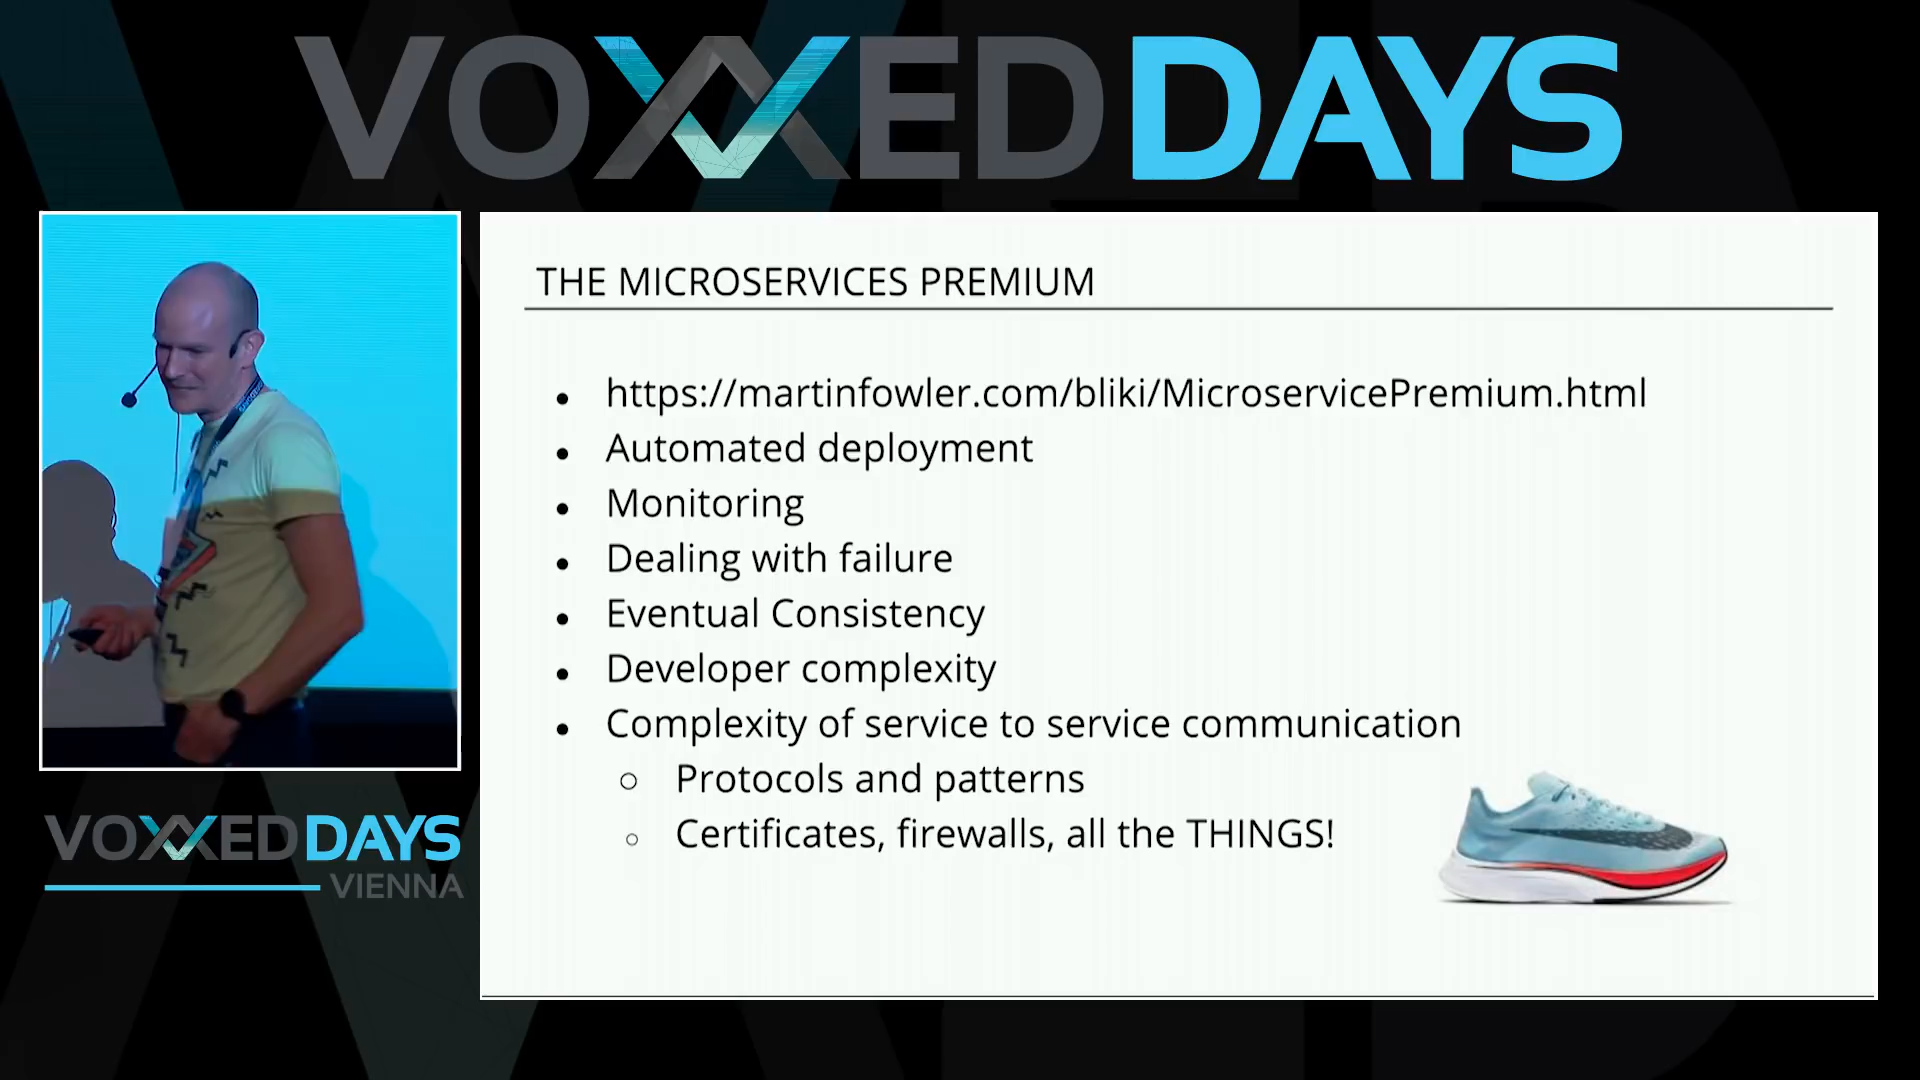 VOXXED DAYS
THE MICROSERVICES PREMIUM
https://martinfowler.com/bliki/MicroservicePremium.html
Automated deployment
Monitoring
Dealing with failure
Eventual Consistency
Developer complexity
Complexity of service to service communication
Protocols and patterns
Certificates, firewalls, all the THINGS!
VOXXED DAYS
VIENNA